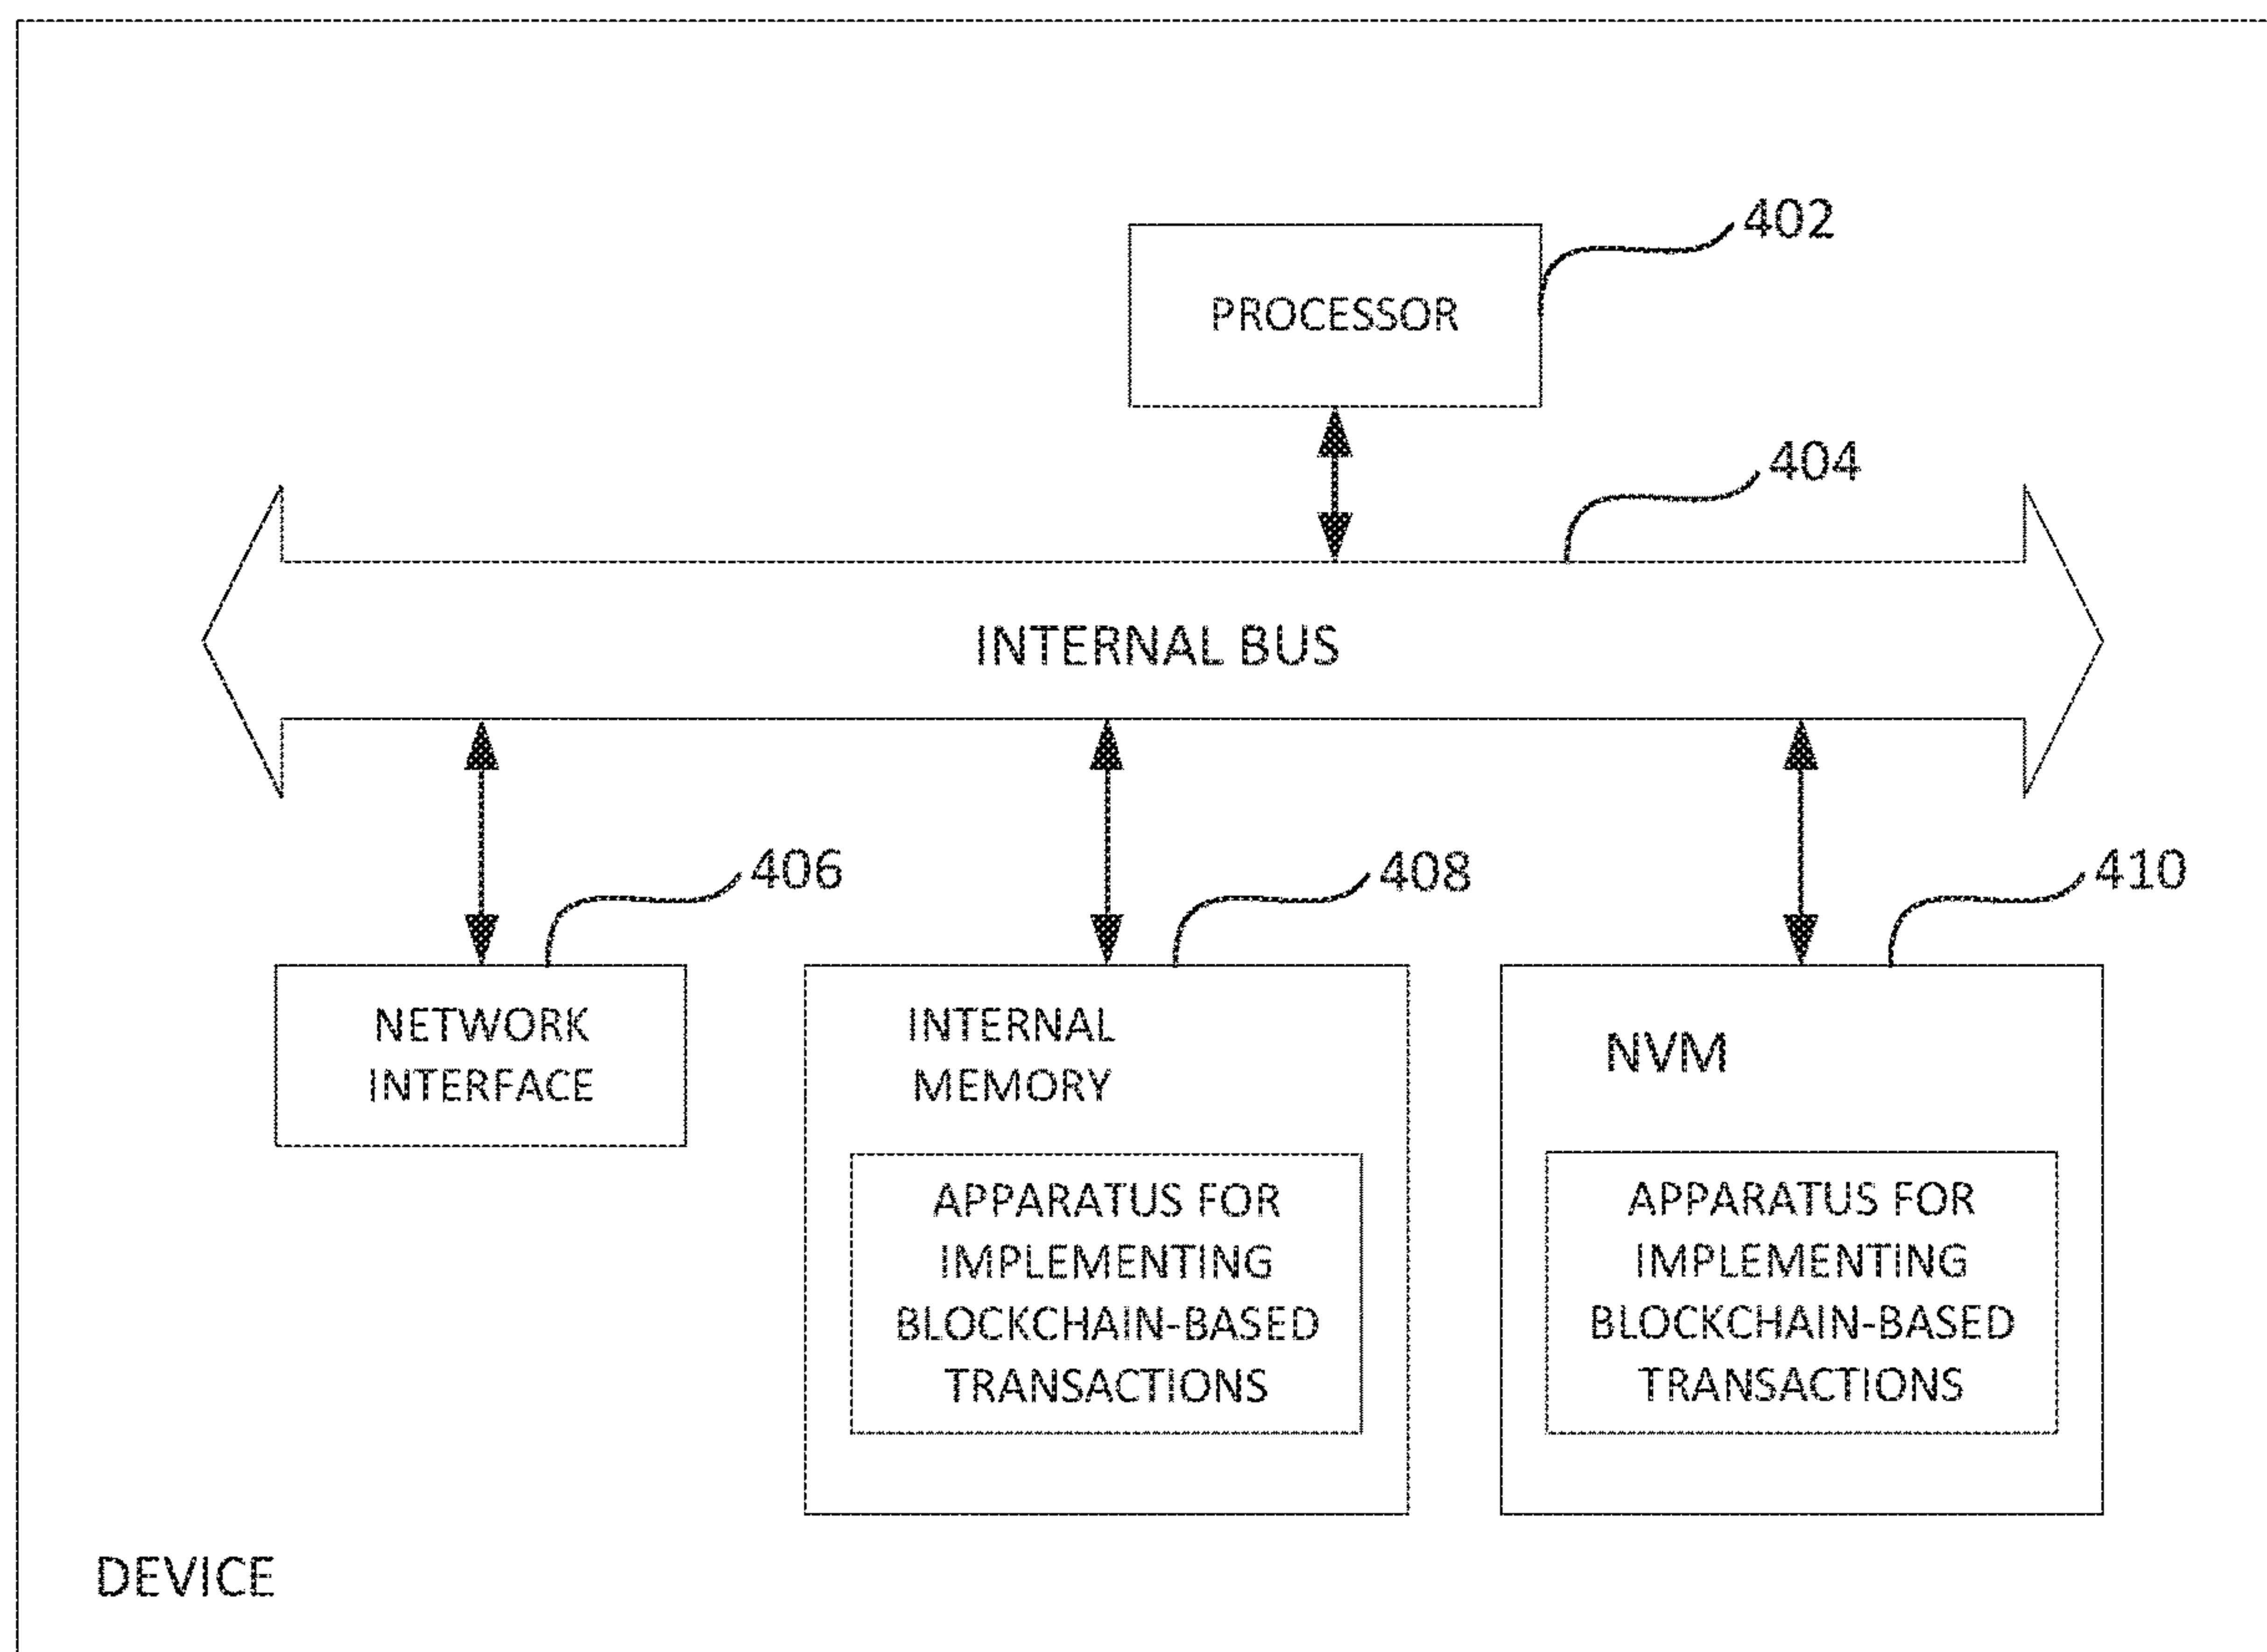 402
PROCESSOR
404
INTERNAL BUS
406
408
410
NETWORK
INTERFACE
INTERNAL
MEMORY
APPARATUS FOR
IMPLEMENTING
BLOCKCHAIN-BASED
TRANSACTIONS
NVM
APPARATUS FOR
IMPLEMENTING
BLOCKCHAIN-BASED
TRANSACTIONS
DEVICE